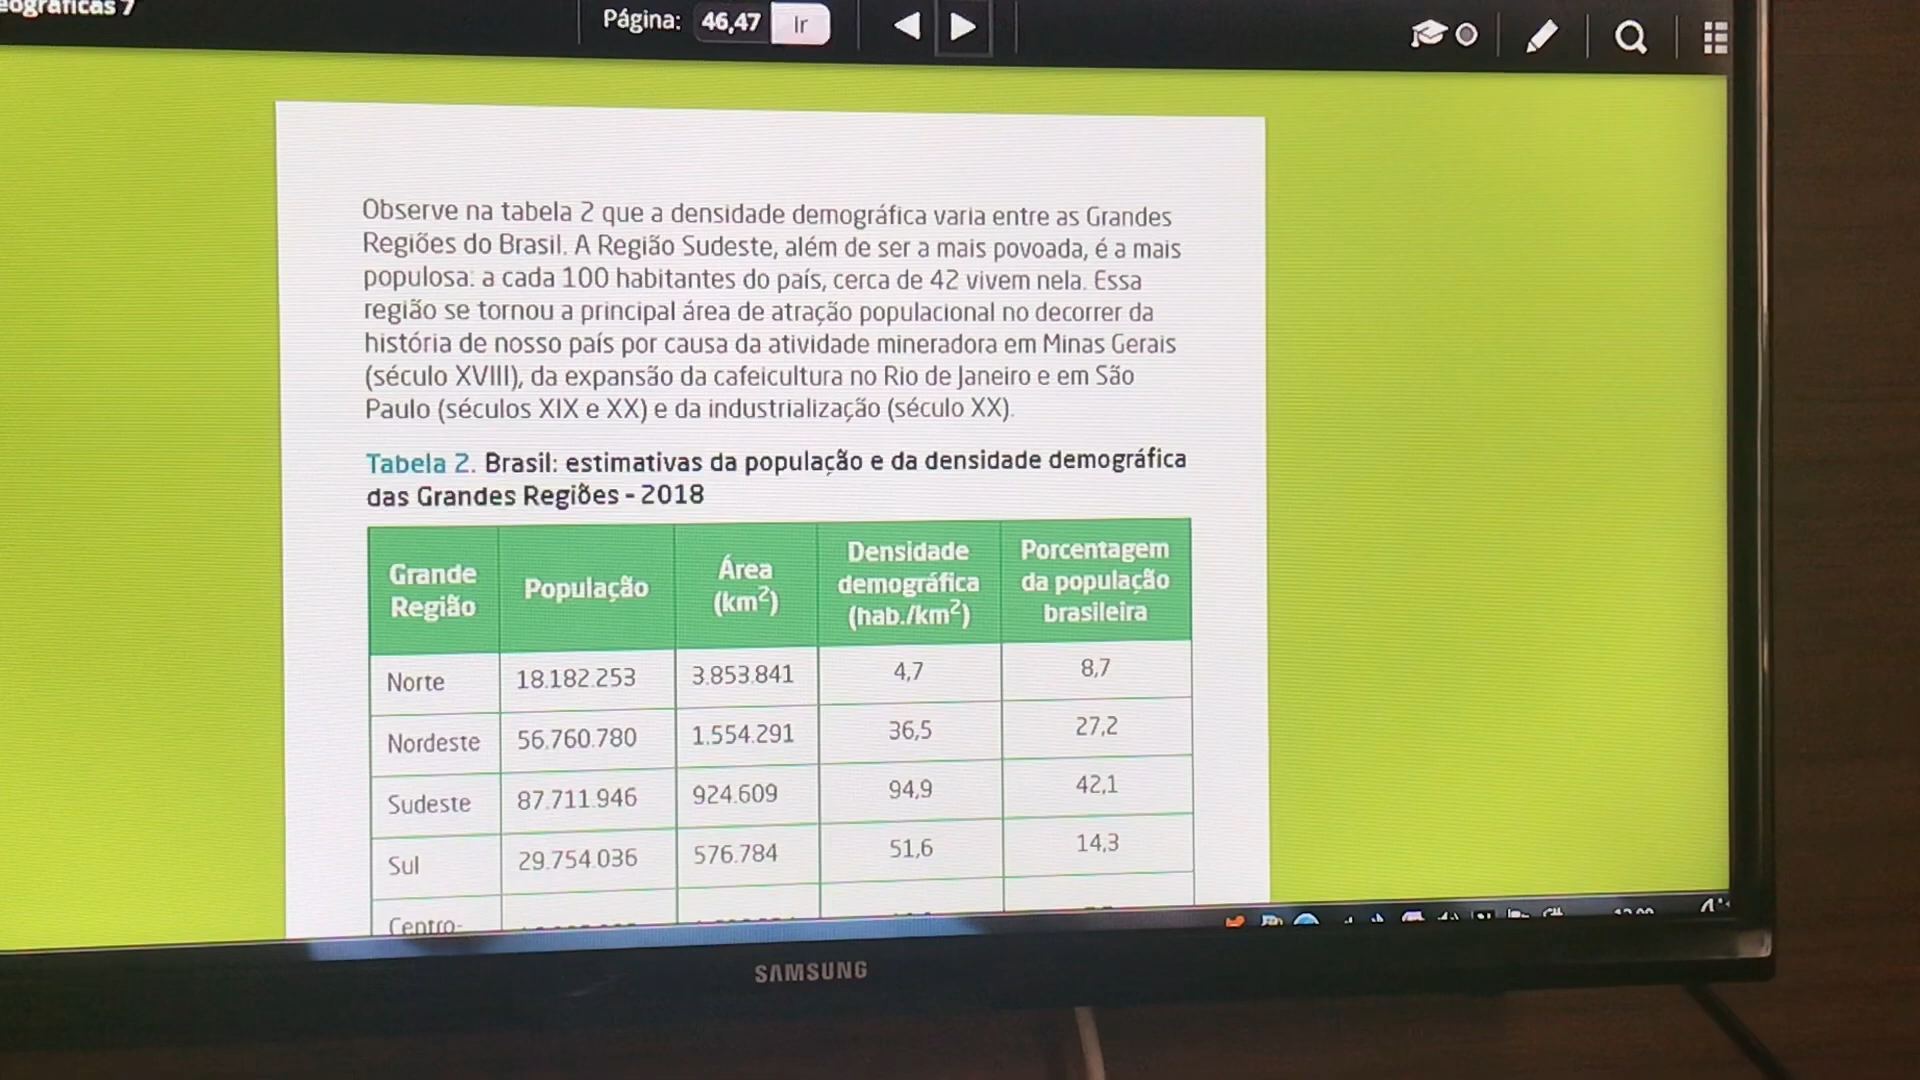 eográficas 7
Página: 46,47 Ir
Observe na tabela 2 que a densidade demográfica varia entre as Grandes
Regiões do Brasil. A Região Sudeste, além de ser a mais povoada, é a mais
populosa: a cada 100 habitantes do país, cerca de 42 vivem nela. Essa
região se tornou a principal área de atração populacional no decorrer da
história de nosso país por causa da atividade mineradora em Minas Gerais
(século XVIII), da expansão da cafeicultura no Rio de Janeiro e em São
Paulo (séculos XIX e XX) e da industrialização (século XX).
Tabela 2. Brasil: estimativas da população e da densidade demográfica
das Grandes Regiões - 2018
Grande Região População Área (km²) Densidade demográfica (hab./km²) Porcentagem da população brasileira
Norte 18.182.253 3.853.841 4,7 8,7
Nordeste 56.760.780 1.554.291 36,5 27,2
Sudeste 87.711.946 924.609 94,9 42,1
Sul 29.754.036 576.784 51,6 14,3
Centro-
SAMSUNG